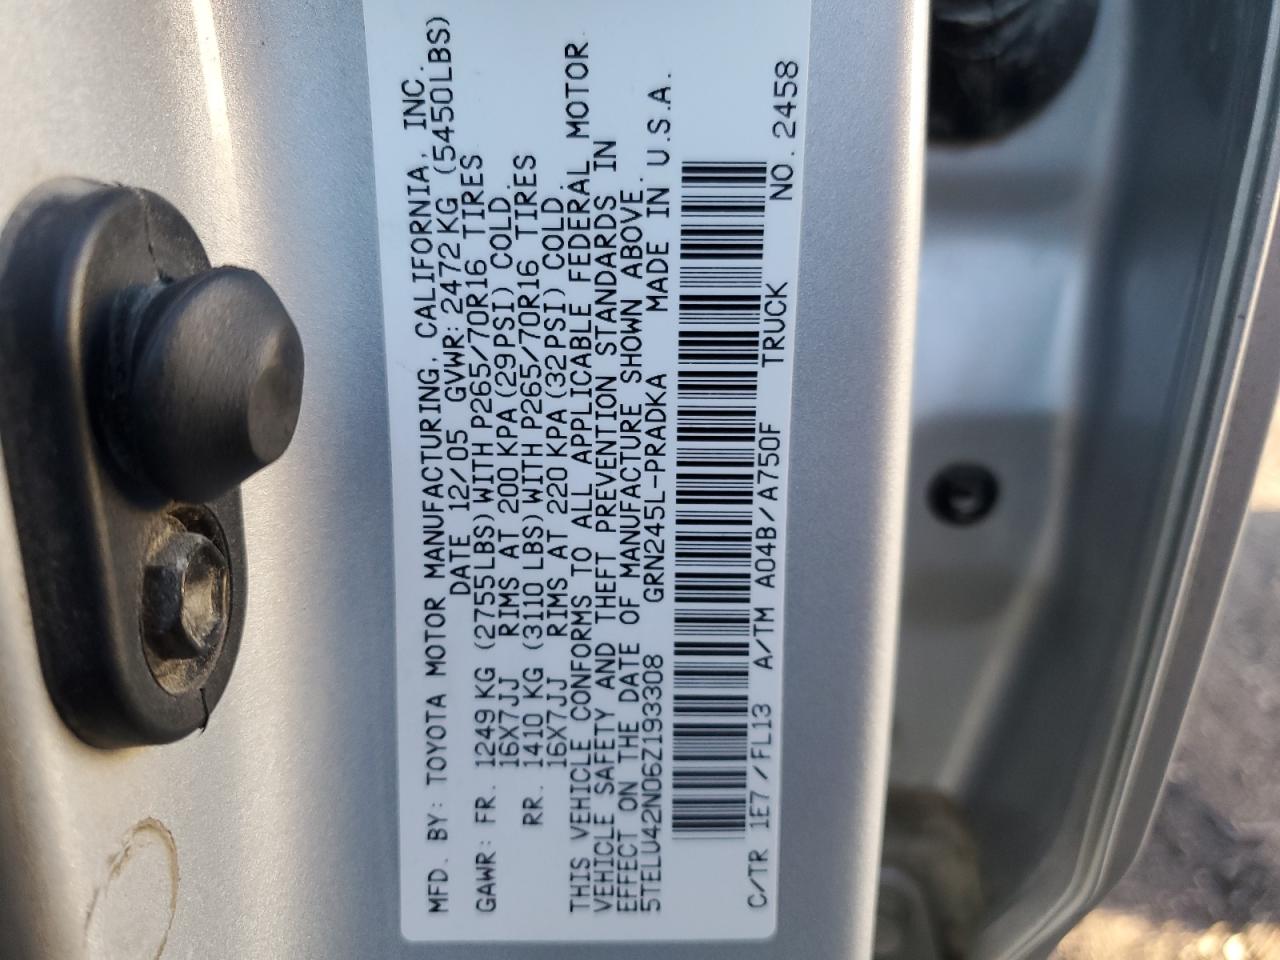 MFD. BY: TOYOTA MOTOR MANUFACTURING, CALIFORNIA, INC.
DATE 12/05 GVWR: 2472KG (5450LBS)
GAWR: FR. 1249KG (2755LBS)WITH P265/70R16 TIRES
16X7JJ RIMS AT 200 KPA(29PSI) COLD.
RR. 1410 KG (3110 LBS)WITH P265/70R16 TIRES
16X7JJ RIMS AT 220 KPA(32PSI) COLD.
THIS VEHICLE CONFORMS TO ALL APPLICABLE FEDERAL MOTOR
VEHICLE SAFETY AND THEFT PREVENTION STANDARDS IN
EFFECT ON THE DATE OF MANUFACTURE SHOWN ABOVE.
5TELU42N06Z193308 GRN245L-PRADKA MADE IN U.S.A.
C/TR 1E7/FL13 A/TM A04B/A750F TRUCK NO. 2458